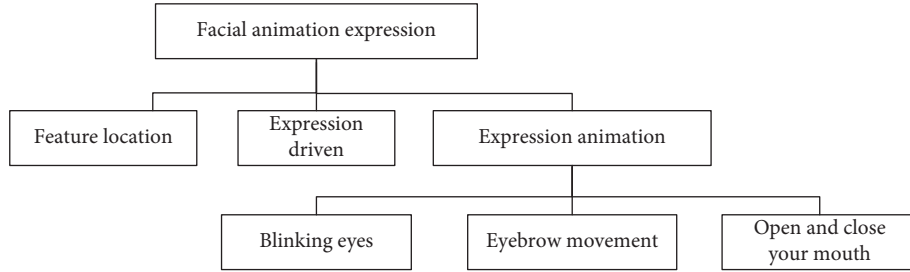 Facial animation expression
Feature location
Expression
driven
Expression animation
Blinking eyes
Eyebrow movement
Open and close
your mouth